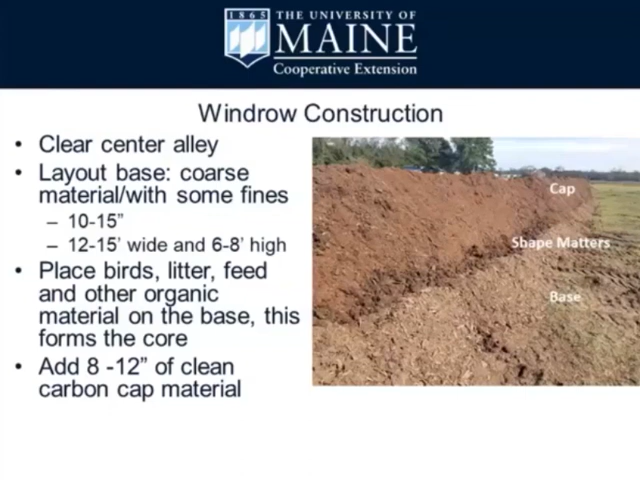 1865
THE UNIVERSITY OF
MAINE
Cooperative Extension
Windrow Construction
• Clear center alley
• Layout base: coarse
material/with some fines
– 10-15”
– 12-15’ wide and 6-8’ high
• Place birds, litter, feed
and other organic
material on the base, this
forms the core
• Add 8 -12” of clean
carbon cap material
Cap
Shape Matters
Base